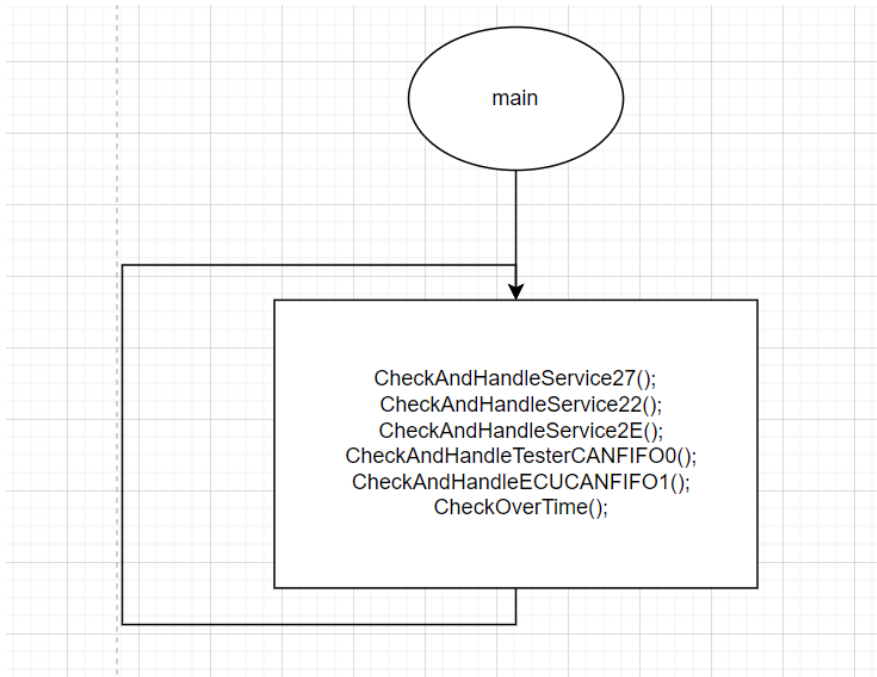 main
CheckAndHandleService27();
CheckAndHandleService22();
CheckAndHandleService2E();
CheckAndHandleTesterCANFIFO0();
CheckAndHandleECUCANFIFO1();
CheckOverTime();